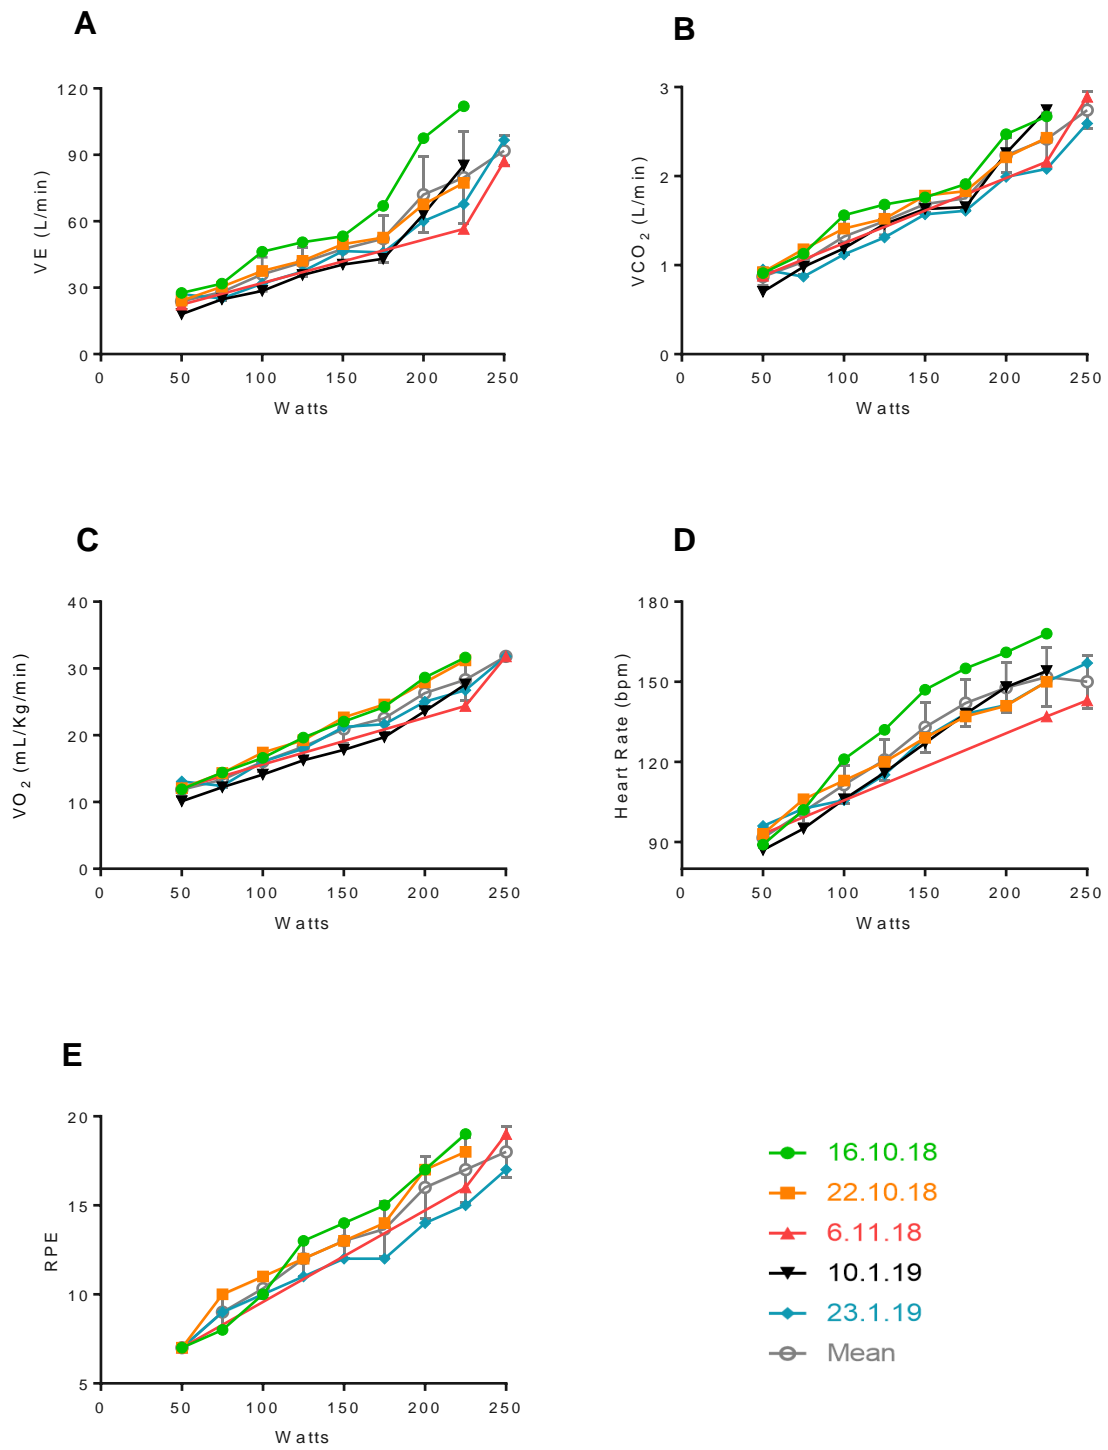 A
120
90
60
30
0
VE (L/min)
0 50 100 150 200 250
Watts
B
3
2
1
0
VCO2 (L/min)
0 50 100 150 200 250
Watts
C
40
30
20
10
0
VO2 (mL/Kg/min)
0 50 100 150 200 250
Watts
D
180
150
120
90
Heart Rate (bpm)
0 50 100 150 200 250
Watts
E
20
15
10
5
RPE
0 50 100 150 200 250
Watts
16.10.18
22.10.18
6.11.18
10.1.19
23.1.19
Mean